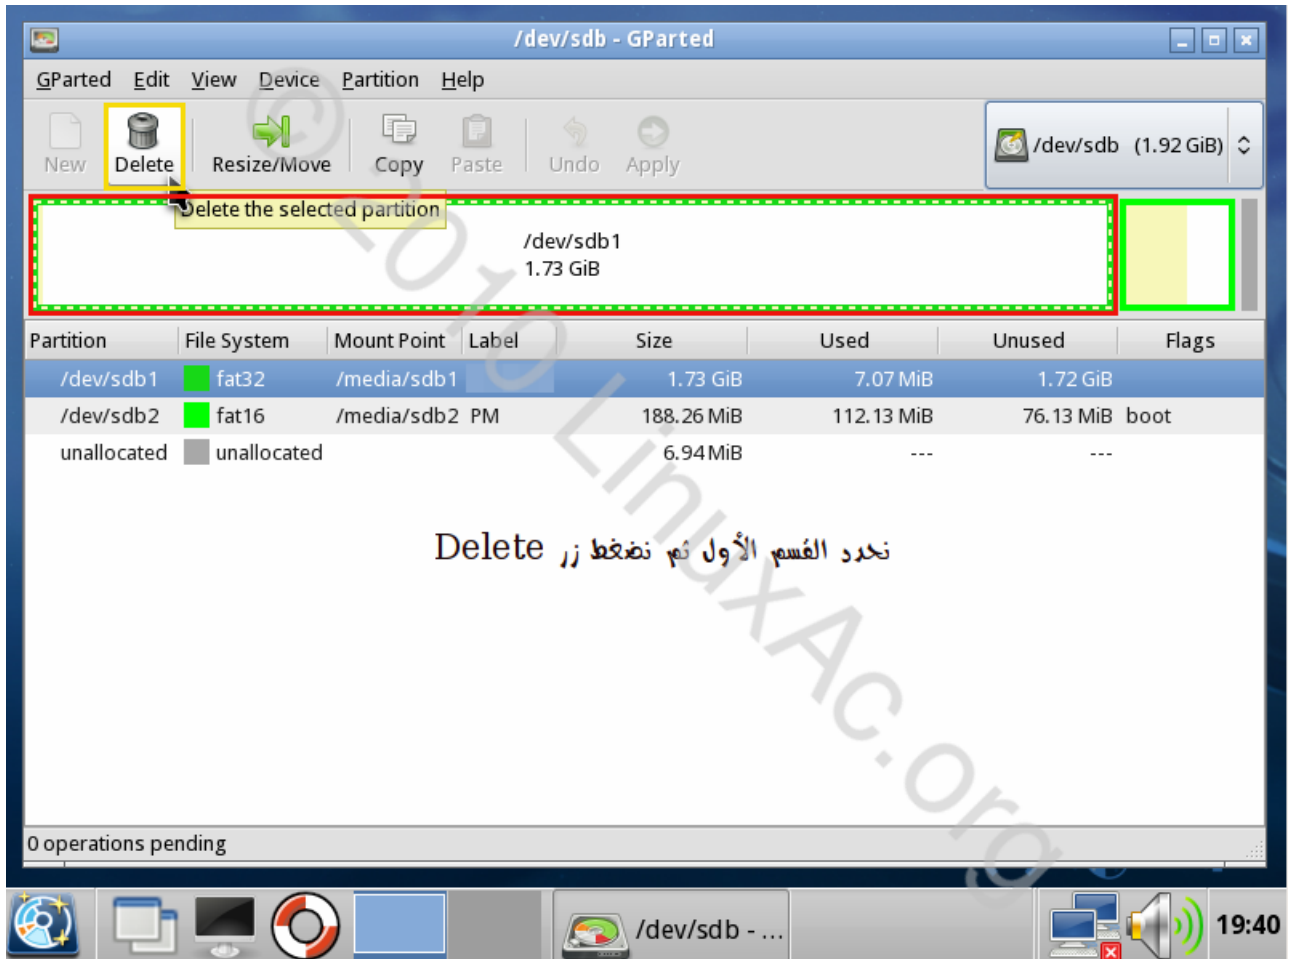 /dev/sdb - GParted
GParted Edit View Device Partition Help
New Delete Resize/Move Copy Paste Undo Apply /dev/sdb (1.92 GiB)
Delete the selected partition
/dev/sdb1
1.73 GiB
Partition File System Mount Point Label Size Used Unused Flags
/dev/sdb1 fat32 /media/sdb1 1.73 GiB 7.07 MiB 1.72 GiB
/dev/sdb2 fat16 /media/sdb2 PM 188.26 MiB 112.13 MiB 76.13 MiB boot
unallocated unallocated 6.94 MiB --- ---
نحدد القسم الأول ثم نضغط زر Delete
© 2010 LinuxAc.org
0 operations pending
/dev/sdb - ... 19:40